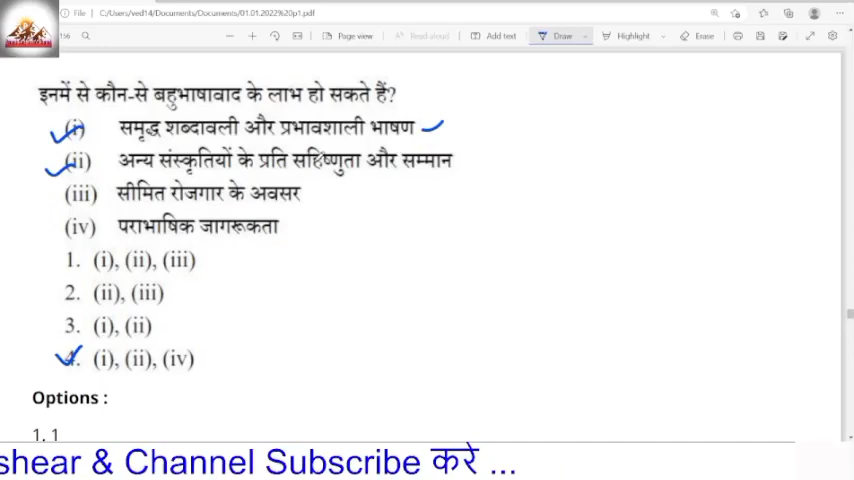 File | C:/Users/ved14/Documents/Documents/01.01.2022%20p1.pdf
156 Page view Read aloud Add text Draw Highlight Erase
इनमें से कौन-से बहुभाषावाद के लाभ हो सकते हैं?
(i) समृद्ध शब्दावली और प्रभावशाली भाषण
(ii) अन्य संस्कृतियों के प्रति सहिष्णुता और सम्मान
(iii) सीमित रोजगार के अवसर
(iv) पराभाषिक जागरूकता
1. (i), (ii), (iii)
2. (ii), (iii)
3. (i), (ii)
4. (i), (ii), (iv)
Options :
1. 1
shear & Channel Subscribe करे ...